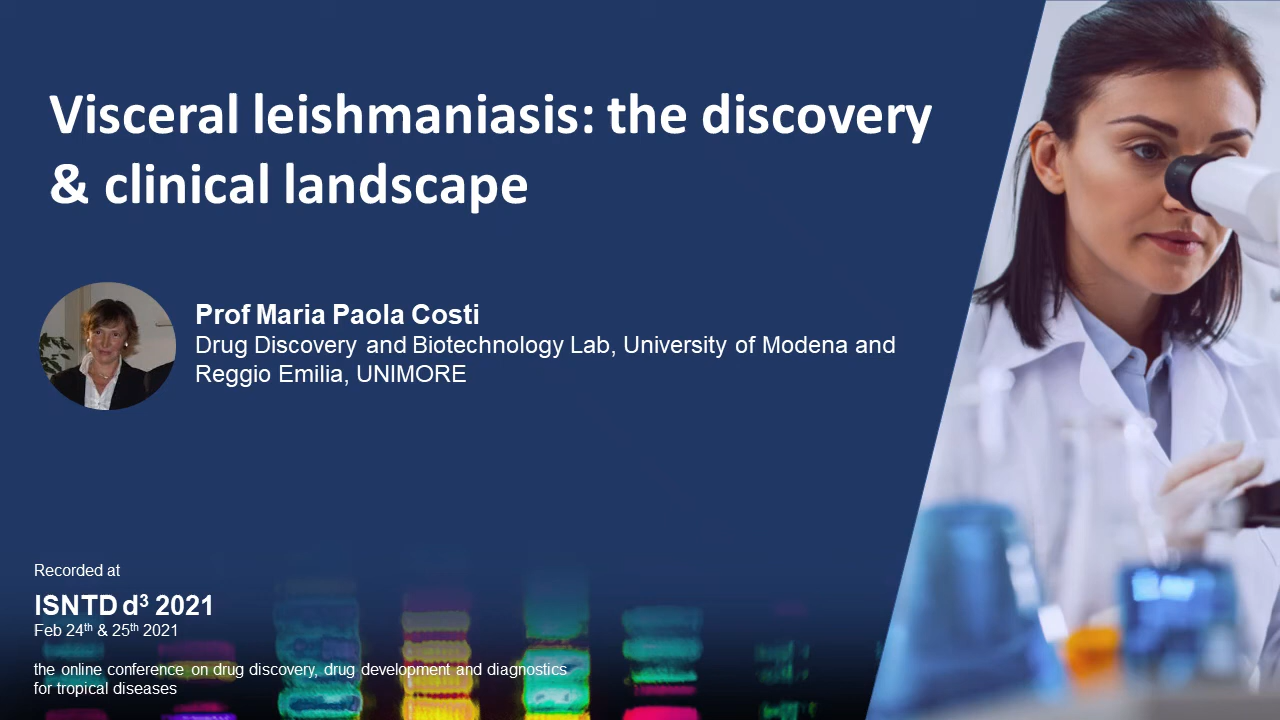 Visceral leishmaniasis: the discovery
& clinical landscape
Prof Maria Paola Costi
Drug Discovery and Biotechnology Lab, University of Modena and
Reggio Emilia, UNIMORE
Recorded at
ISNTD d³ 2021
Feb 24th & 25th 2021
the online conference on drug discovery, drug development and diagnostics
for tropical diseases